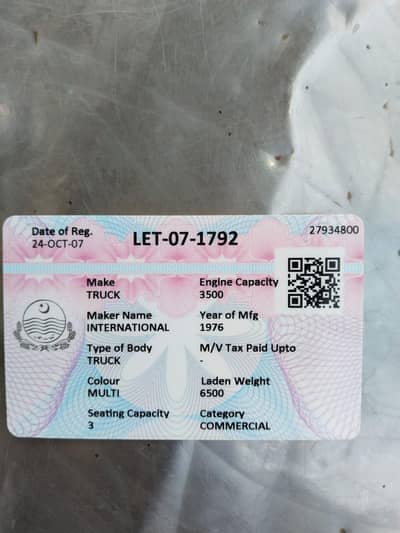 Date of Reg. LET-07-1792 27934800
24-OCT-07
Make Engine Capacity
TRUCK 3500
Maker Name Year of Mfg
INTERNATIONAL 1976
Type of Body M/V Tax Paid Upto
TRUCK -
Colour Laden Weight
MULTI 6500
Seating Capacity Category
3 COMMERCIAL